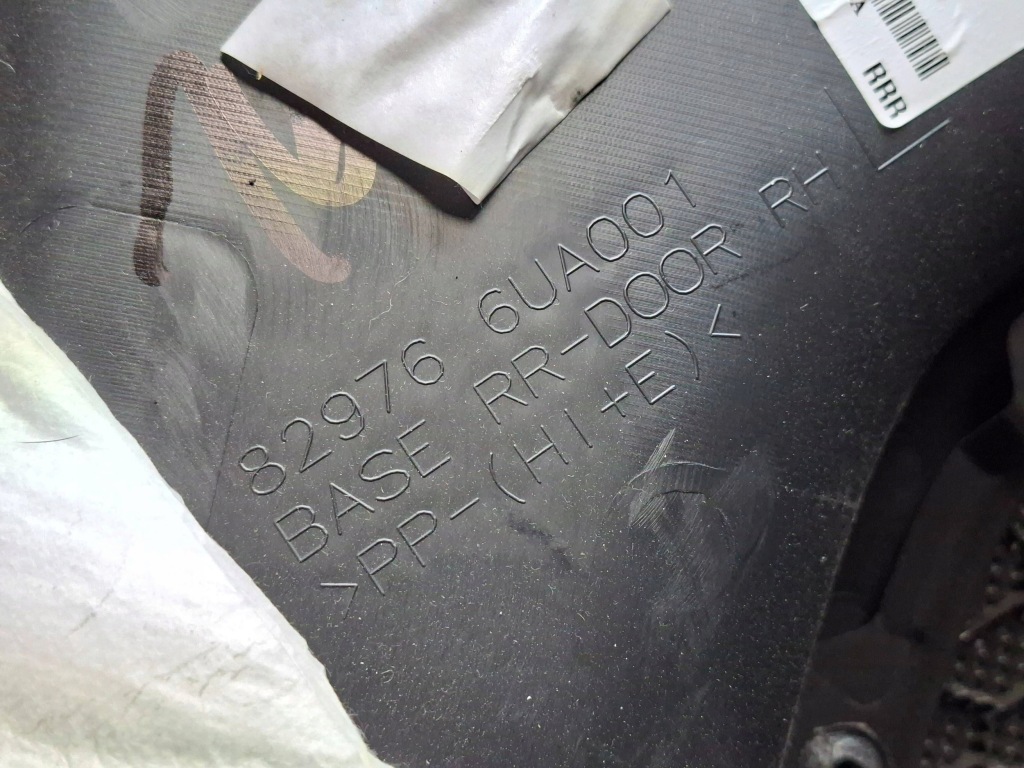 A
RRR
82976 6UA001
BASE RR-DOOR RH
>PP-(HI+E)<